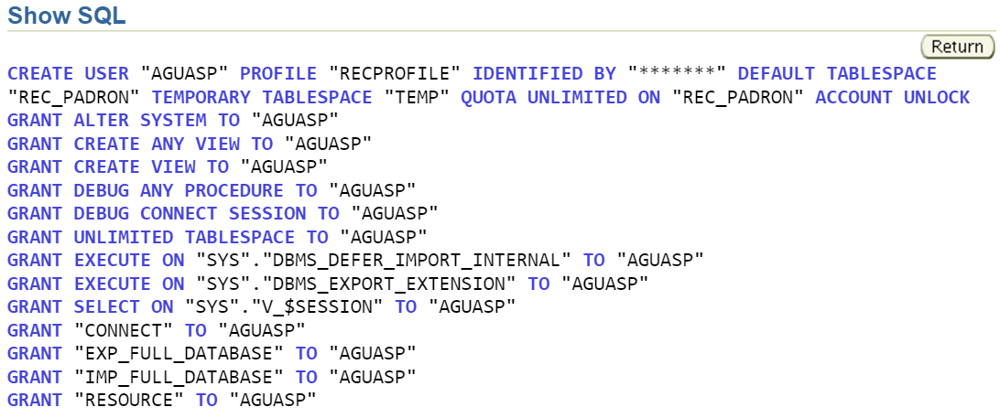 Show SQL
Return
CREATE USER "AGUASP" PROFILE "RECPROFILE" IDENTIFIED BY "*******" DEFAULT TABLESPACE
"REC_PADRON" TEMPORARY TABLESPACE "TEMP" QUOTA UNLIMITED ON "REC_PADRON" ACCOUNT UNLOCK
GRANT ALTER SYSTEM TO "AGUASP"
GRANT CREATE ANY VIEW TO "AGUASP"
GRANT CREATE VIEW TO "AGUASP"
GRANT DEBUG ANY PROCEDURE TO "AGUASP"
GRANT DEBUG CONNECT SESSION TO "AGUASP"
GRANT UNLIMITED TABLESPACE TO "AGUASP"
GRANT EXECUTE ON "SYS"."DBMS_DEFER_IMPORT_INTERNAL" TO "AGUASP"
GRANT EXECUTE ON "SYS"."DBMS_EXPORT_EXTENSION" TO "AGUASP"
GRANT SELECT ON "SYS"."V_$SESSION" TO "AGUASP"
GRANT "CONNECT" TO "AGUASP"
GRANT "EXP_FULL_DATABASE" TO "AGUASP"
GRANT "IMP_FULL_DATABASE" TO "AGUASP"
GRANT "RESOURCE" TO "AGUASP"